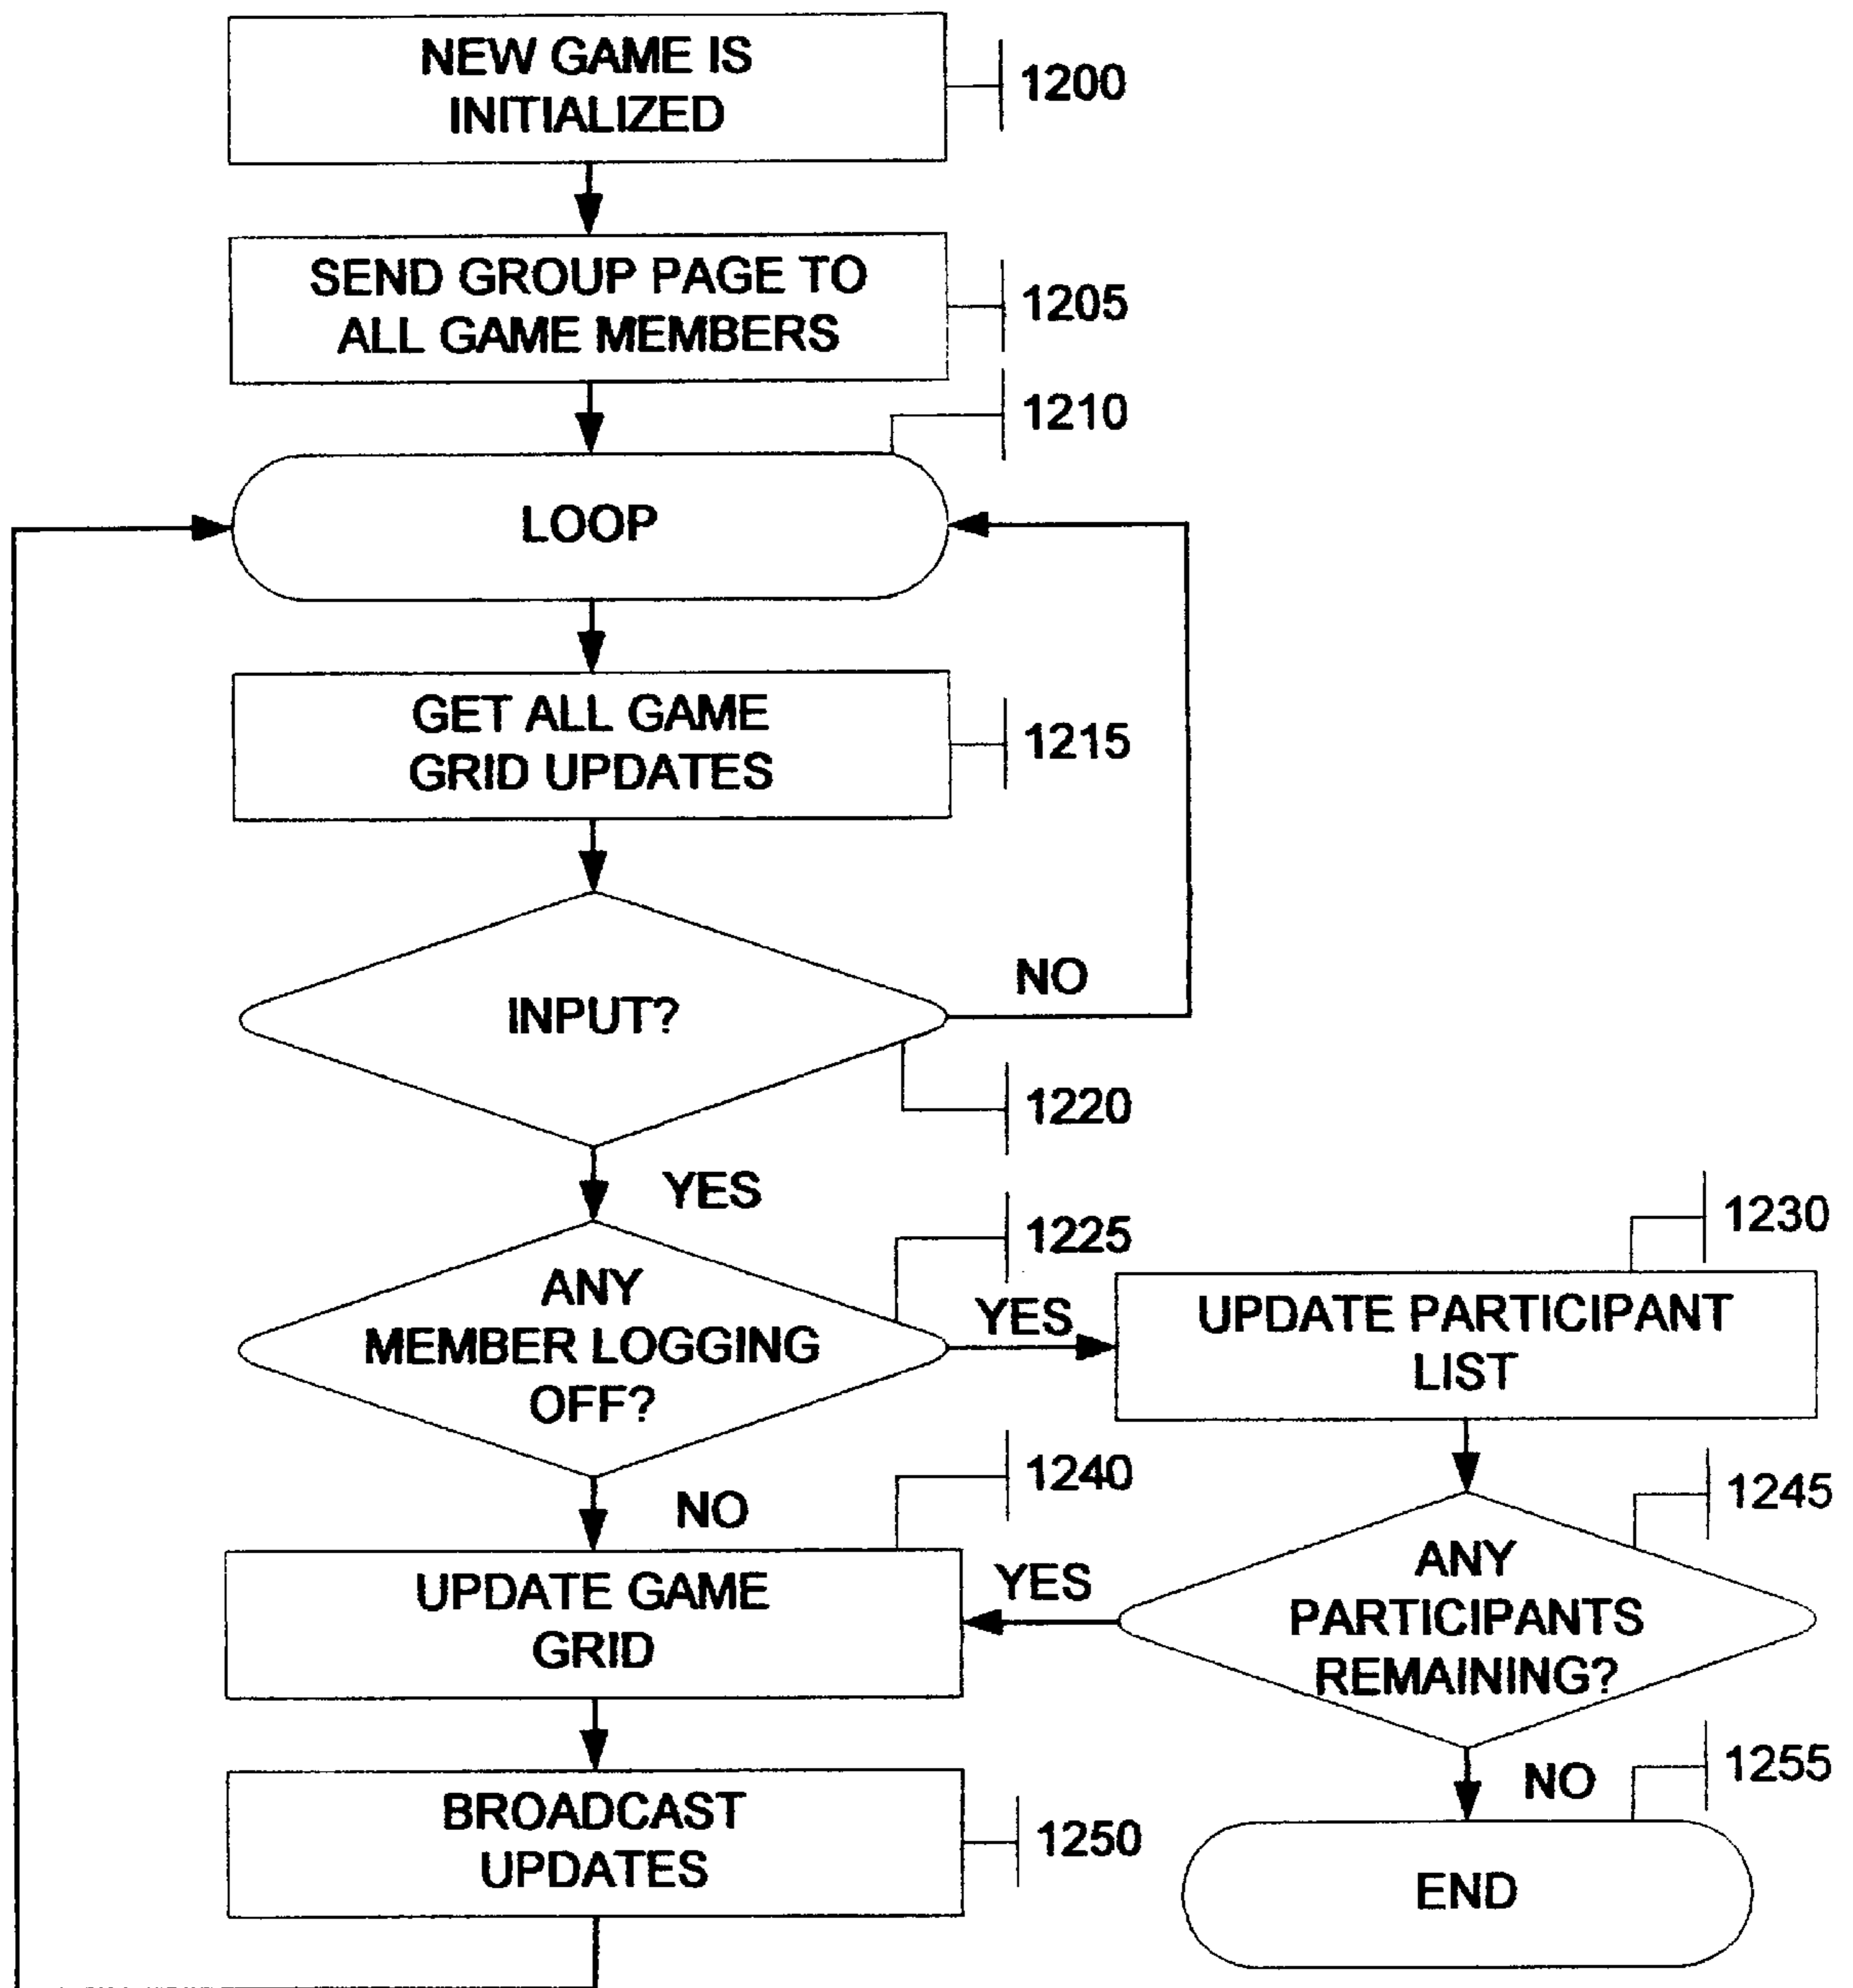 NEW GAME IS
INITIALIZED
1200
SEND GROUP PAGE TO
ALL GAME MEMBERS
1205
1210
LOOP
GET ALL GAME
GRID UPDATES
1215
INPUT?
NO
1220
YES
1225
ANY
MEMBER LOGGING
OFF?
YES
1230
UPDATE PARTICIPANT
LIST
NO
1240
UPDATE GAME
GRID
YES
1245
ANY
PARTICIPANTS
REMAINING?
BROADCAST
UPDATES
1250
NO
1255
END